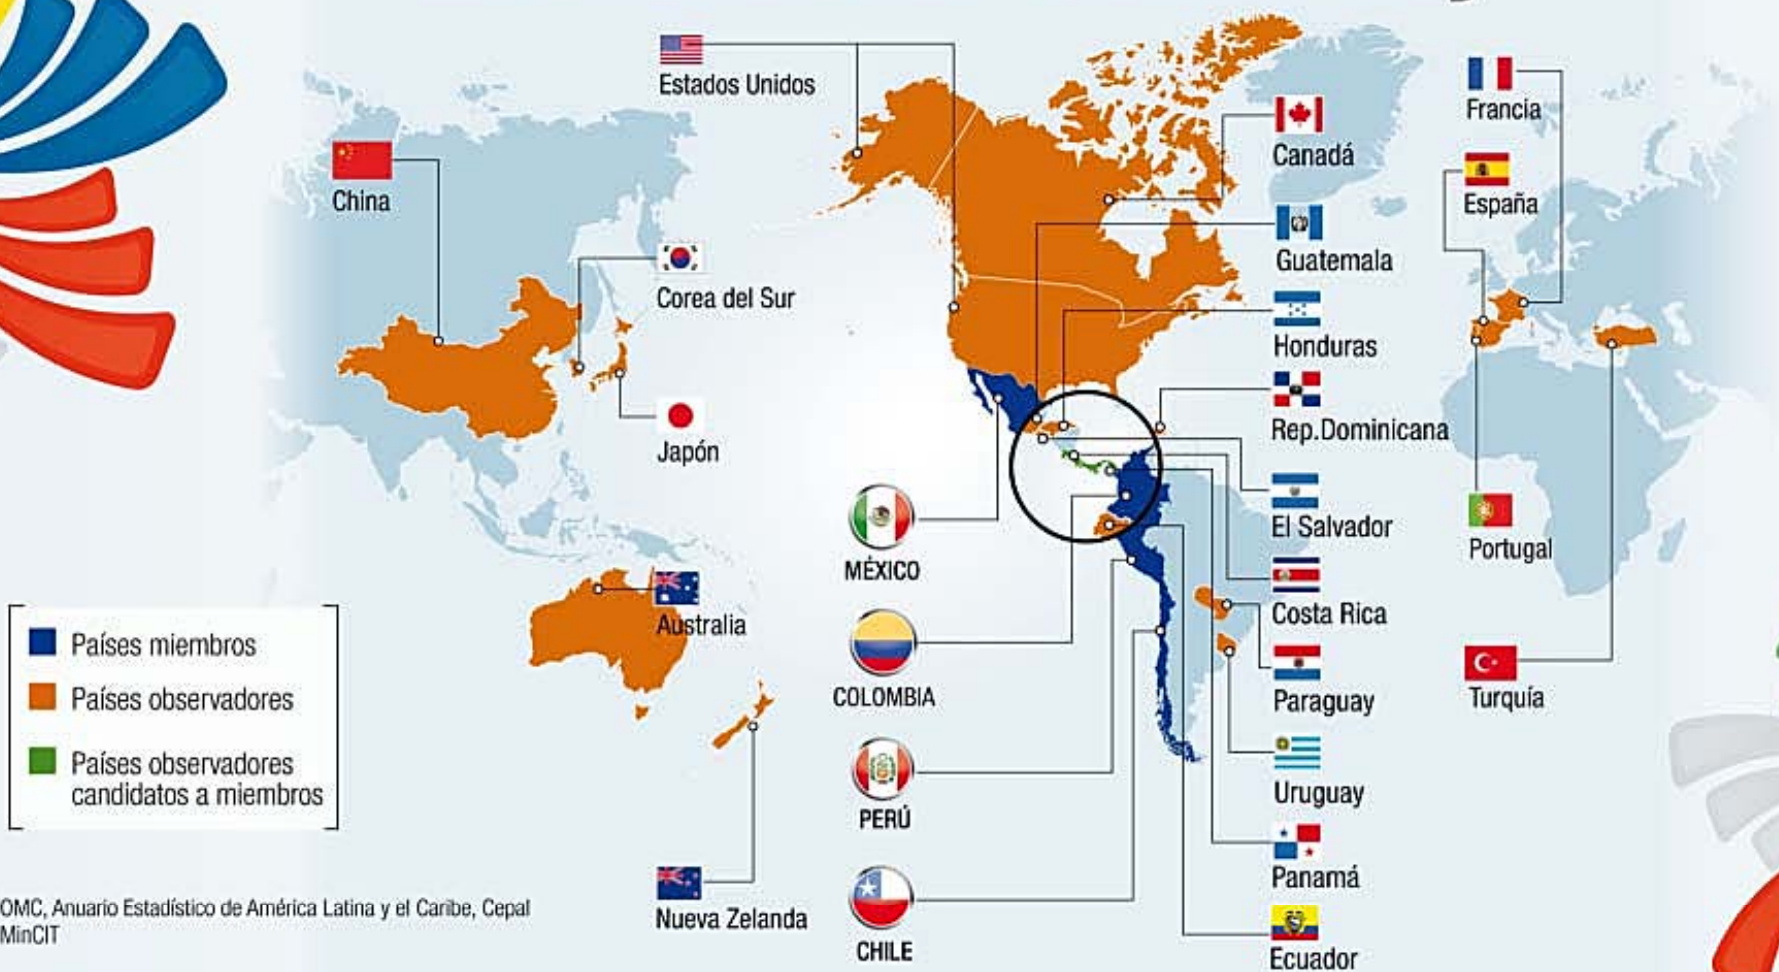 Estados Unidos
China
Corea del Sur
Japón
Australia
Nueva Zelanda
MÉXICO
COLOMBIA
PERÚ
CHILE
Canadá
Guatemala
Honduras
Rep.Dominicana
El Salvador
Costa Rica
Paraguay
Uruguay
Panamá
Ecuador
Francia
España
Portugal
Turquía
Países miembros
Países observadores
Países observadores
candidatos a miembros
OMC, Anuario Estadístico de América Latina y el Caribe, Cepal
MinCIT